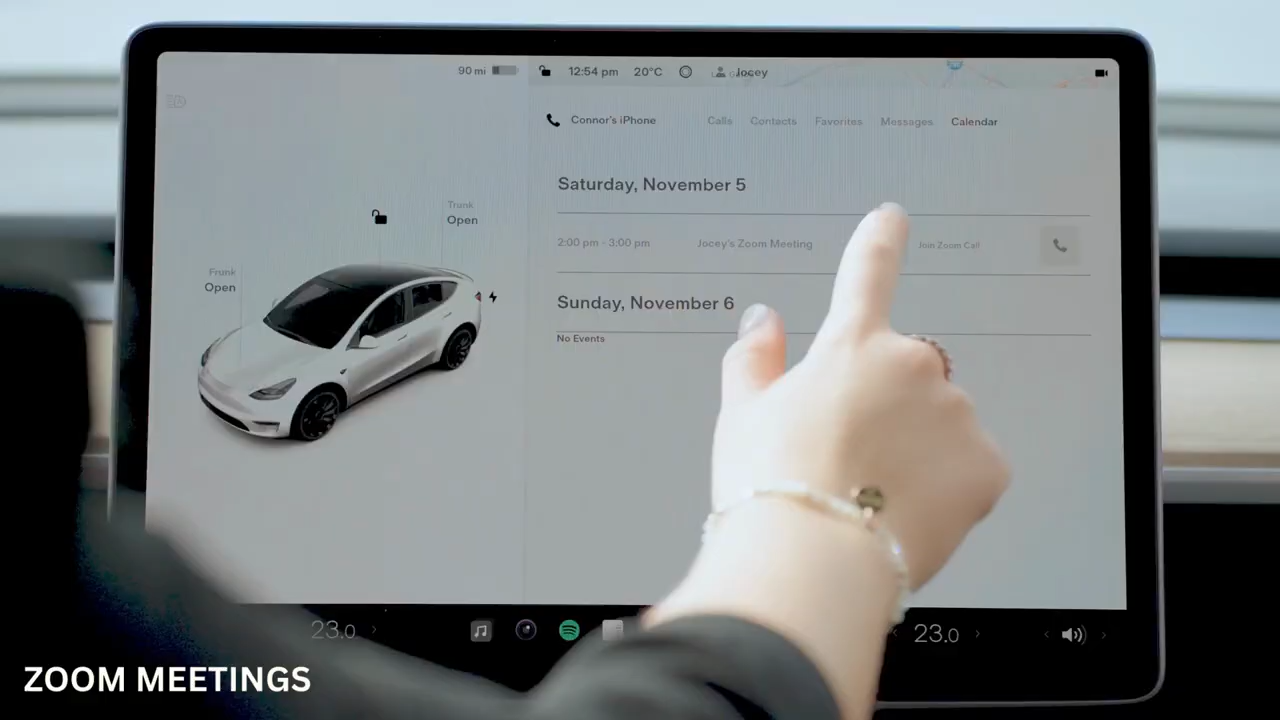 90 mi
12:54 pm
20°C
Jocey
Connor's iPhone
Calls
Contacts
Favorites
Messages
Calendar
Saturday, November 5
Trunk
Open
2:00 pm - 3:00 pm
Jocey's Zoom Meeting
Join Zoom Call
Frunk
Open
Sunday, November 6
No Events
23.0
23.0
ZOOM MEETINGS